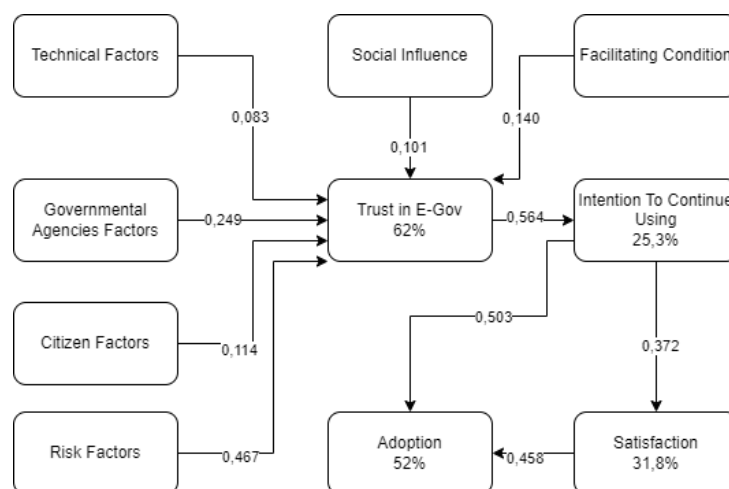 Technical Factors
Social Influence
Facilitating Condition
0,083
0,101
0,140
Governmental
Agencies Factors
0,249
Trust in E-Gov
62%
0,564
Intention To Continue
Using
25,3%
Citizen Factors
0,114
0,503
0,372
Risk Factors
0,467
Adoption
52%
0,458
Satisfaction
31,8%